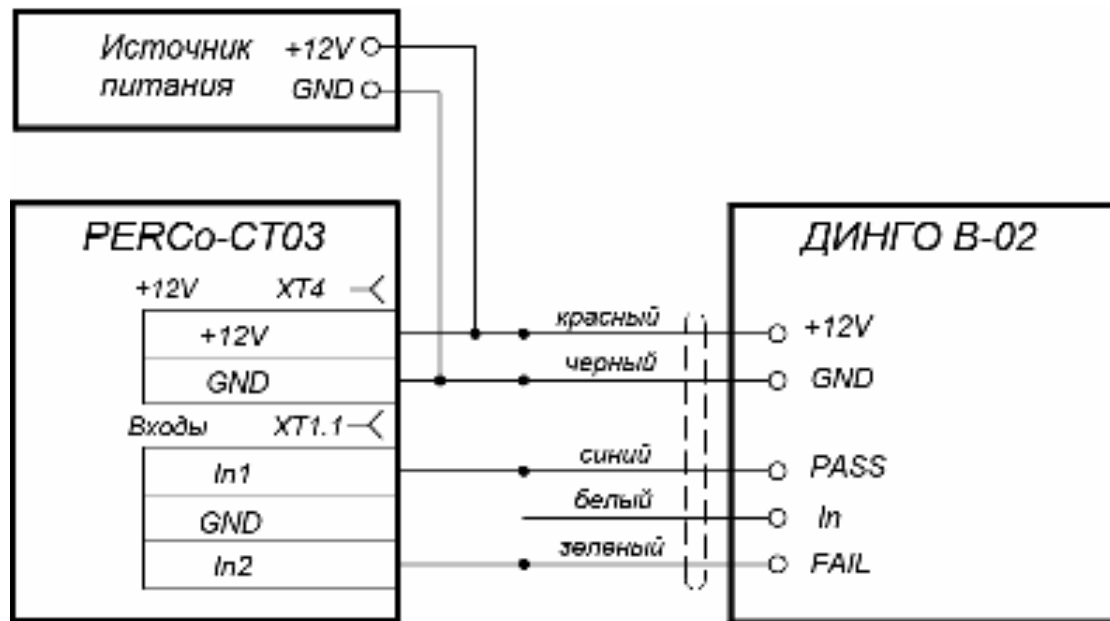 Источник +12V
питания GND
PERCo-CT03
+12V XT4
+12V
GND
Входы XT1.1
In1
GND
In2
красный
черный
синий
белый
зеленый
ДИНГО В-02
+12V
GND
PASS
In
FAIL